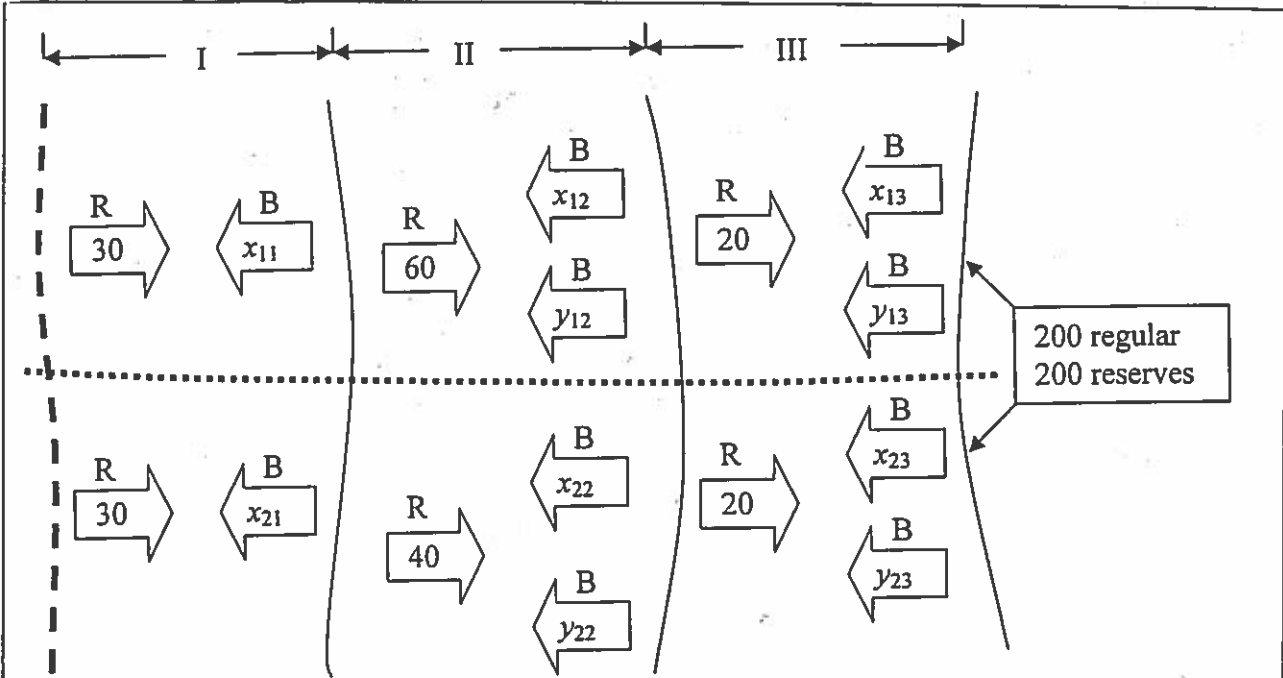 I II III
B B
R B R x₁₂ R x₁₃
30 x₁₁ 60 B 20 B
y₁₂ y₁₃
200 regular
200 reserves
B B
R B R x₂₂ R x₂₃
30 x₂₁ 40 B 20 B
y₂₂ y₂₃